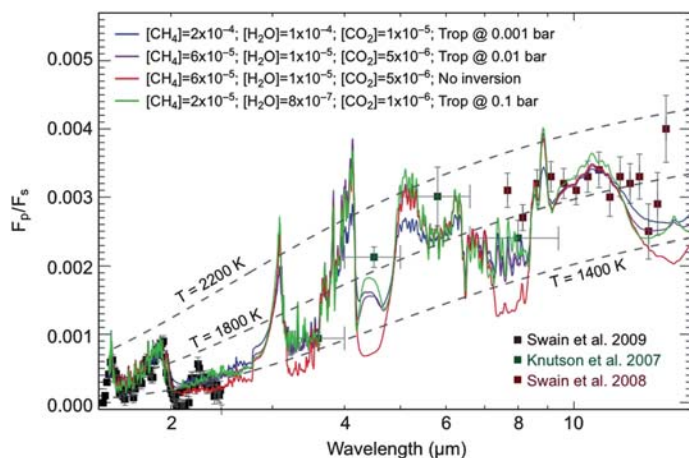 [CH₄]=2x10⁻⁴; [H₂O]=1x10⁻⁴; [CO₂]=1x10⁻⁵; Trop @ 0.001 bar
[CH₄]=6x10⁻⁵; [H₂O]=1x10⁻⁵; [CO₂]=5x10⁻⁶; Trop @ 0.01 bar
[CH₄]=6x10⁻⁵; [H₂O]=1x10⁻⁵; [CO₂]=5x10⁻⁶; No inversion
[CH₄]=2x10⁻⁵; [H₂O]=8x10⁻⁷; [CO₂]=1x10⁻⁶; Trop @ 0.1 bar
0.005
0.004
0.003
0.002
0.001
0.000
Fₚ/Fₛ
T = 2200 K
T = 1800 K
T = 1400 K
Swain et al. 2009
Knutson et al. 2007
Swain et al. 2008
2 4 6 8 10
Wavelength (µm)